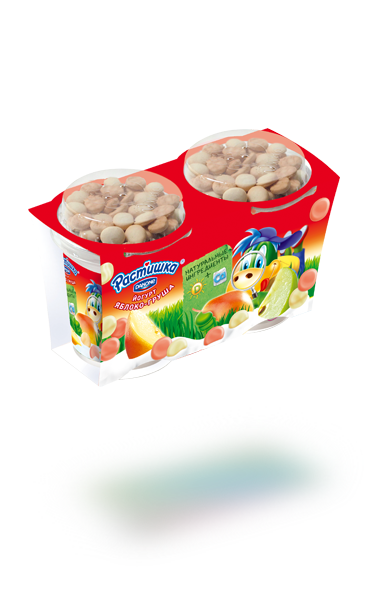 Растишка
DANONE
ЙОГУРТ
ЯБЛОКО-ГРУША
НАТУРАЛЬНЫЕ
ИНГРЕДИЕНТЫ
+